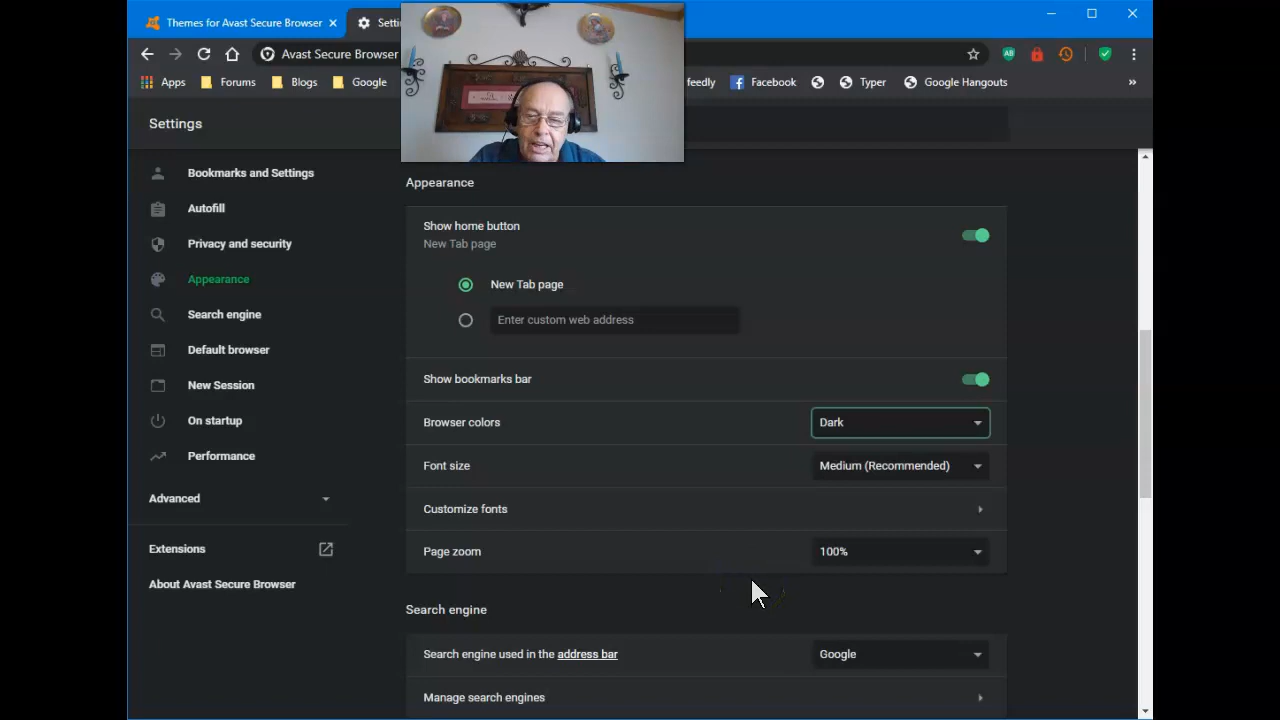 Themes for Avast Secure Browser
Avast Secure Browser
Apps
Forums
Blogs
Google
feedly
Facebook
Typer
Google Hangouts
Settings
Bookmarks and Settings
Autofill
Privacy and security
Appearance
Search engine
Default browser
New Session
On startup
Performance
Advanced
Extensions
About Avast Secure Browser
Appearance
Show home button
New Tab page
New Tab page
Enter custom web address
Show bookmarks bar
Browser colors
Dark
Font size
Medium (Recommended)
Customize fonts
Page zoom
100%
Search engine
Search engine used in the address bar
Google
Manage search engines